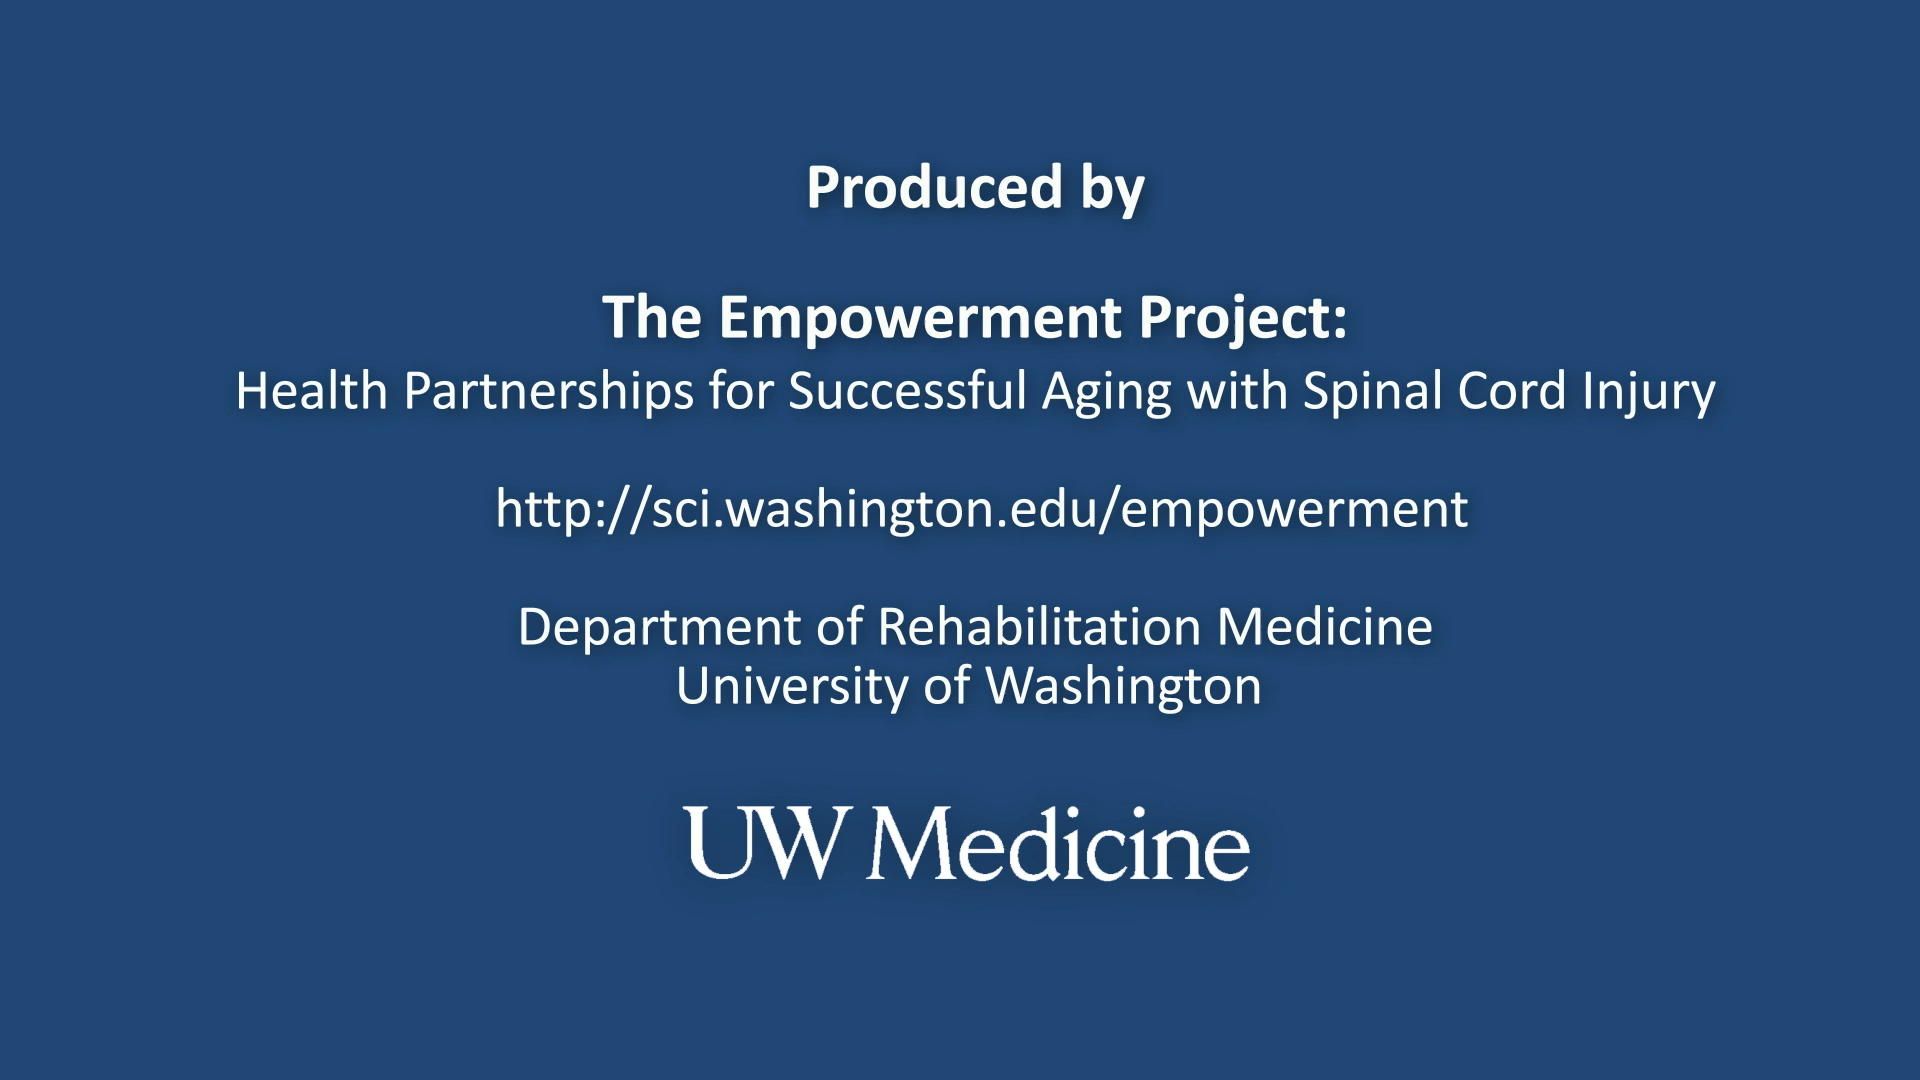 Produced by
The Empowerment Project:
Health Partnerships for Successful Aging with Spinal Cord Injury
http://sci.washington.edu/empowerment
Department of Rehabilitation Medicine
University of Washington
UW Medicine